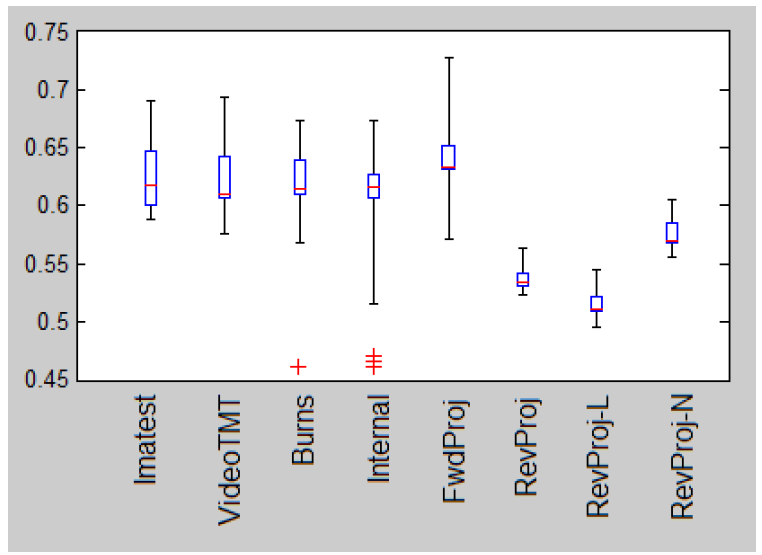 0.75
0.7
0.65
0.6
0.55
0.5
0.45
Imatest
VideoTMT
Burns
Internal
FwdProj
RevProj
RevProj-L
RevProj-N